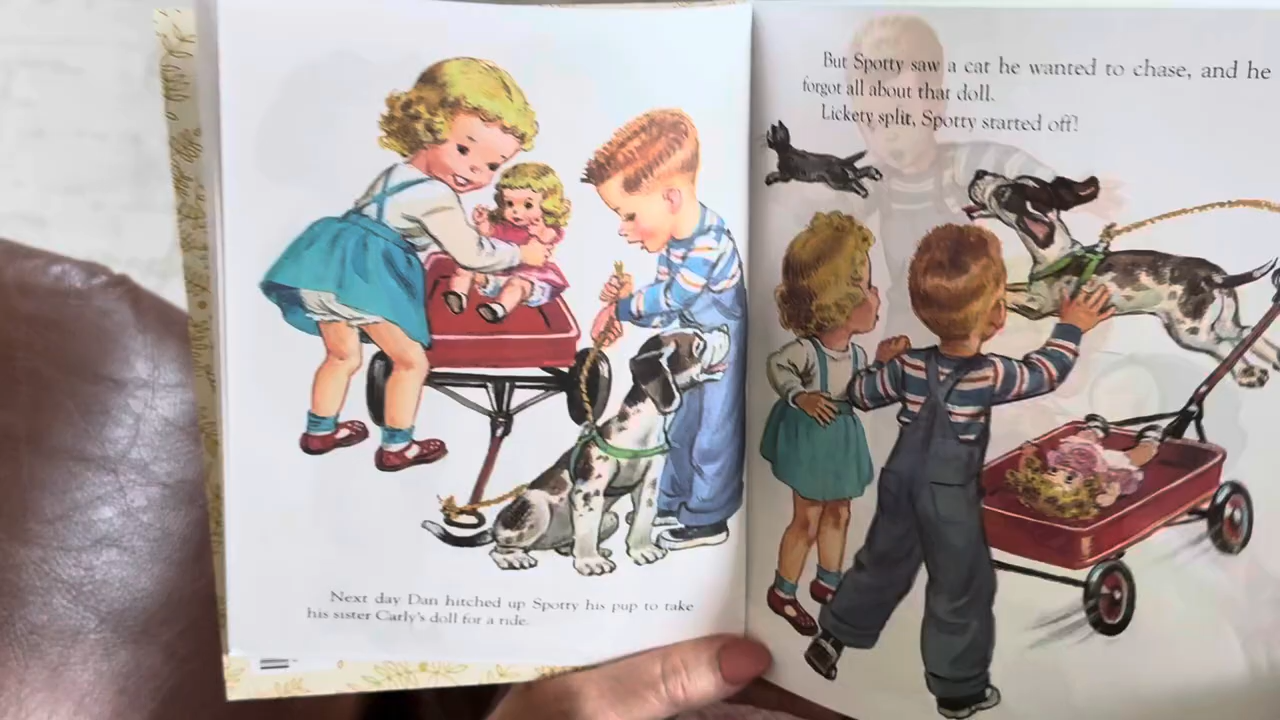 Next day Dan hitched up Spotty his pup to take
his sister Carly's doll for a ride.
But Spotty saw a cat he wanted to chase, and he
forgot all about that doll.
Lickety split, Spotty started off!